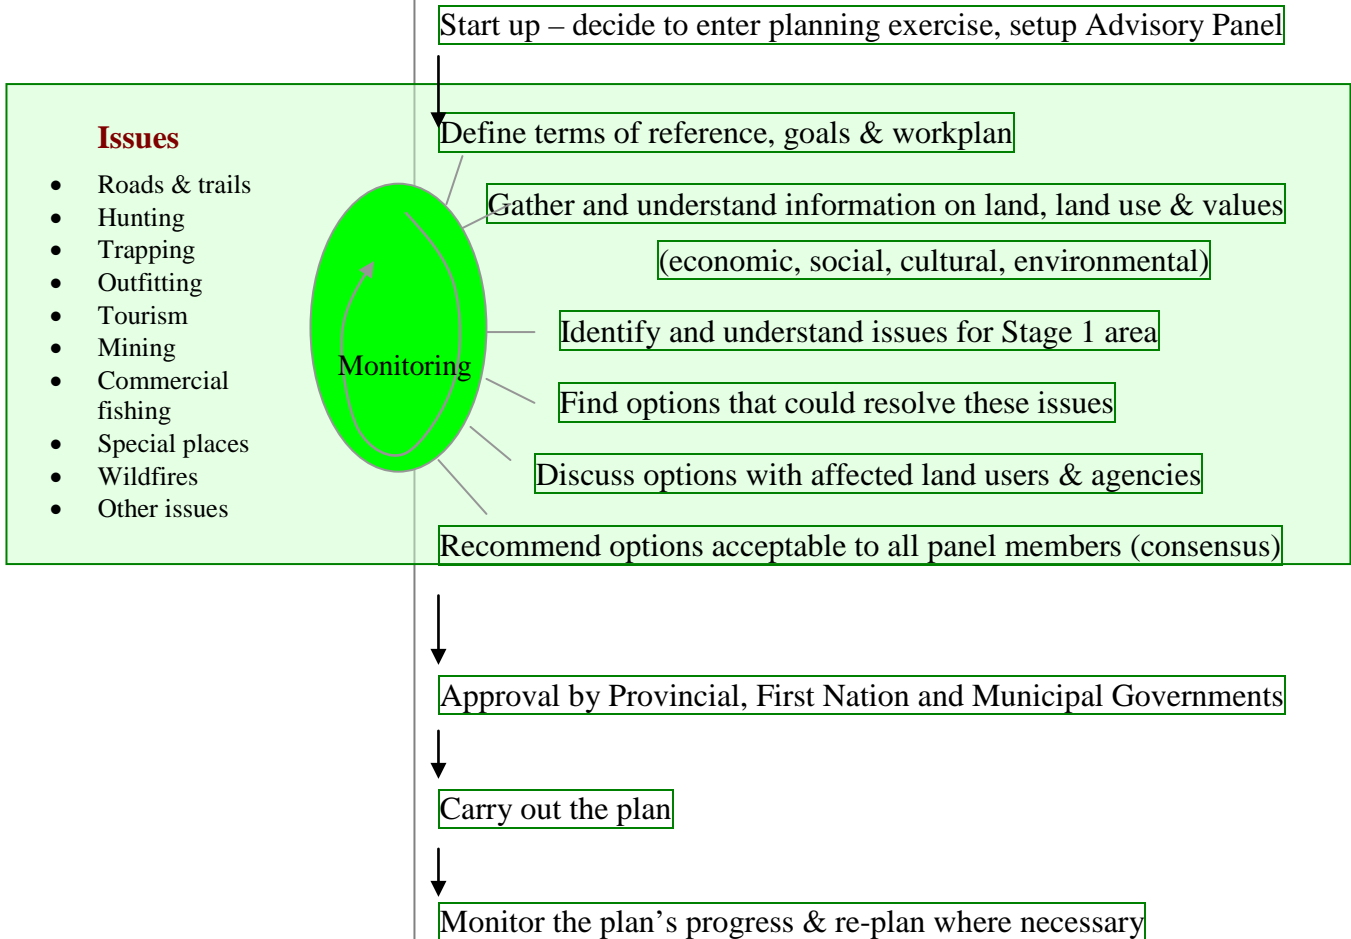 Start up – decide to enter planning exercise, setup Advisory Panel
Issues
• Roads & trails
• Hunting
• Trapping
• Outfitting
• Tourism
• Mining
• Commercial
fishing
• Special places
• Wildfires
• Other issues
Monitoring
Define terms of reference, goals & workplan
Gather and understand information on land, land use & values
(economic, social, cultural, environmental)
Identify and understand issues for Stage 1 area
Find options that could resolve these issues
Discuss options with affected land users & agencies
Recommend options acceptable to all panel members (consensus)
Approval by Provincial, First Nation and Municipal Governments
Carry out the plan
Monitor the plan’s progress & re-plan where necessary